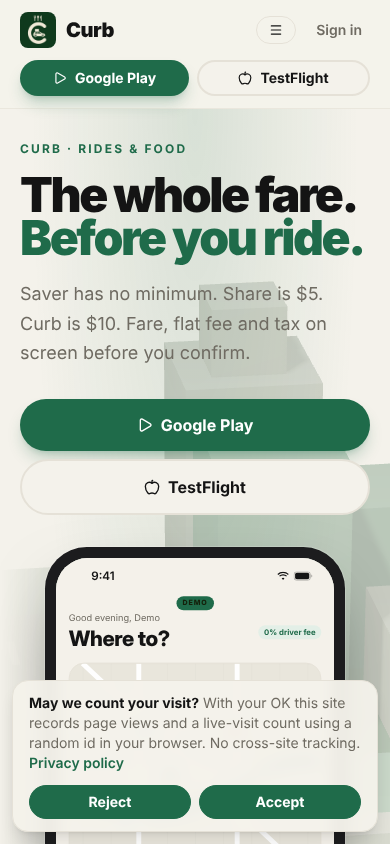 Curb
☰
Sign in
Google Play
TestFlight
CURB · RIDES & FOOD
The whole fare.
Before you ride.
Saver has no minimum. Share is $5.
Curb is $10. Fare, flat fee and tax on
screen before you confirm.
Google Play
TestFlight
9:41
DEMO
Good evening, Demo
Where to?
0% driver fee
May we count your visit? With your OK this site
records page views and a live-visit count using a
random id in your browser. No cross-site tracking.
Privacy policy
Reject
Accept